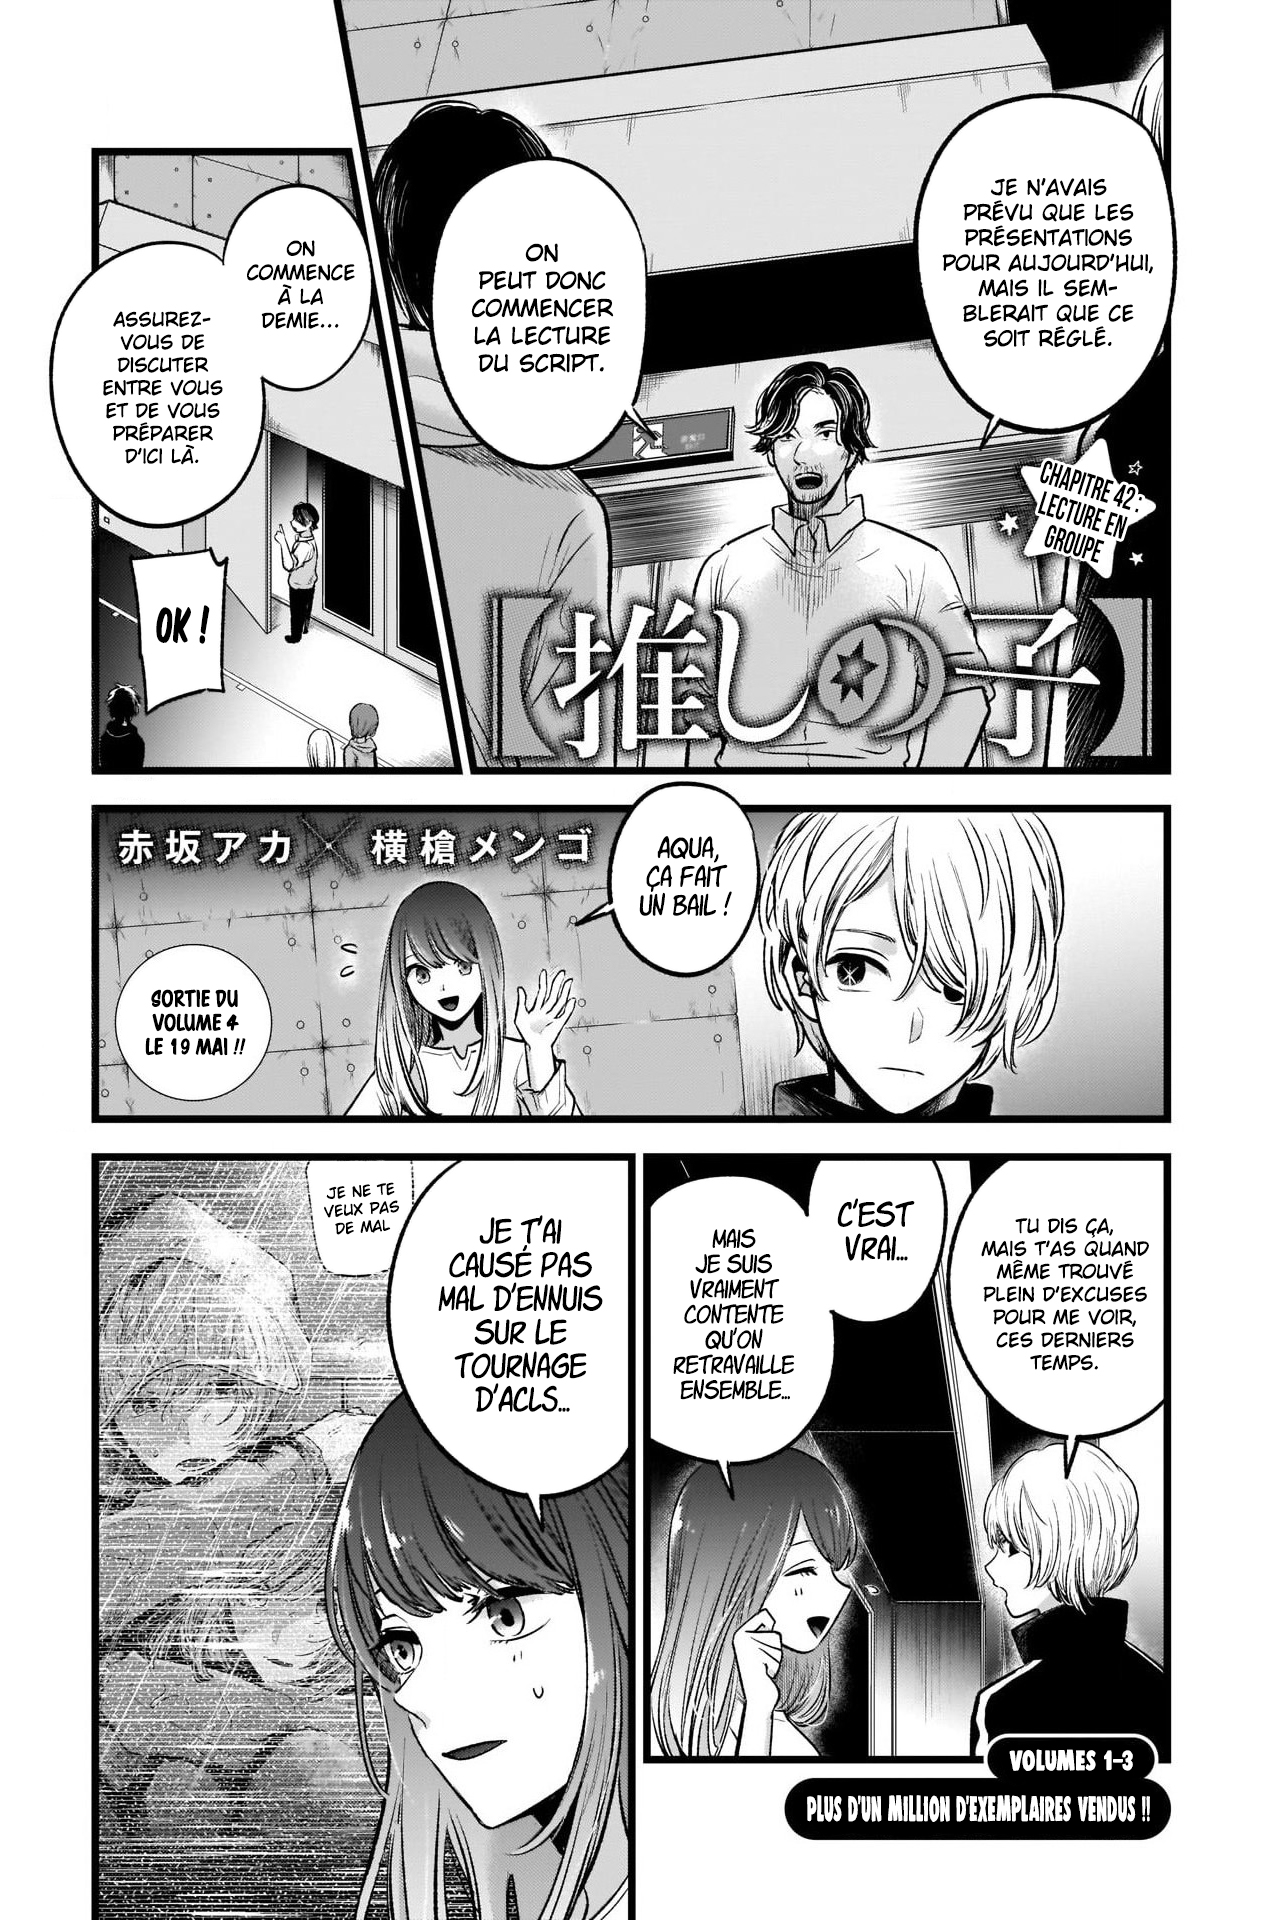 JE N'AVAIS
PRÉVU QUE LES
PRÉSENTATIONS
POUR AUJOURD'HUI,
MAIS IL SEM-
BLERAIT QUE CE
SOIT RÉGLÉ.
ON
PEUT DONC
COMMENCER
LA LECTURE
DU SCRIPT.
CHAPITRE 42 :
LECTURE EN
GROUPE
【推しの子】
ON
COMMENCE
À LA
DEMIE...
ASSUREZ-
VOUS DE
DISCUTER
ENTRE VOUS
ET DE VOUS
PRÉPARER
D'ICI LÀ.
OK !
AQUA,
ÇA FAIT
UN BAIL !
赤坂アカ×横槍メンゴ
SORTIE DU
VOLUME 4
LE 19 MAI !!
TU DIS ÇA,
MAIS T'AS QUAND
MÊME TROUVÉ
PLEIN D'EXCUSES
POUR ME VOIR,
CES DERNIERS
TEMPS.
C'EST
VRAI...
MAIS
JE SUIS
VRAIMENT
CONTENTE
QU'ON
RETRAVAILLE
ENSEMBLE...
JE T'AI
CAUSÉ PAS
MAL D'ENNUIS
SUR LE
TOURNAGE
D'ACLS...
JE NE TE
VEUX PAS
DE MAL
VOLUMES 1-3
PLUS D'UN MILLION D'EXEMPLAIRES VENDUS !!